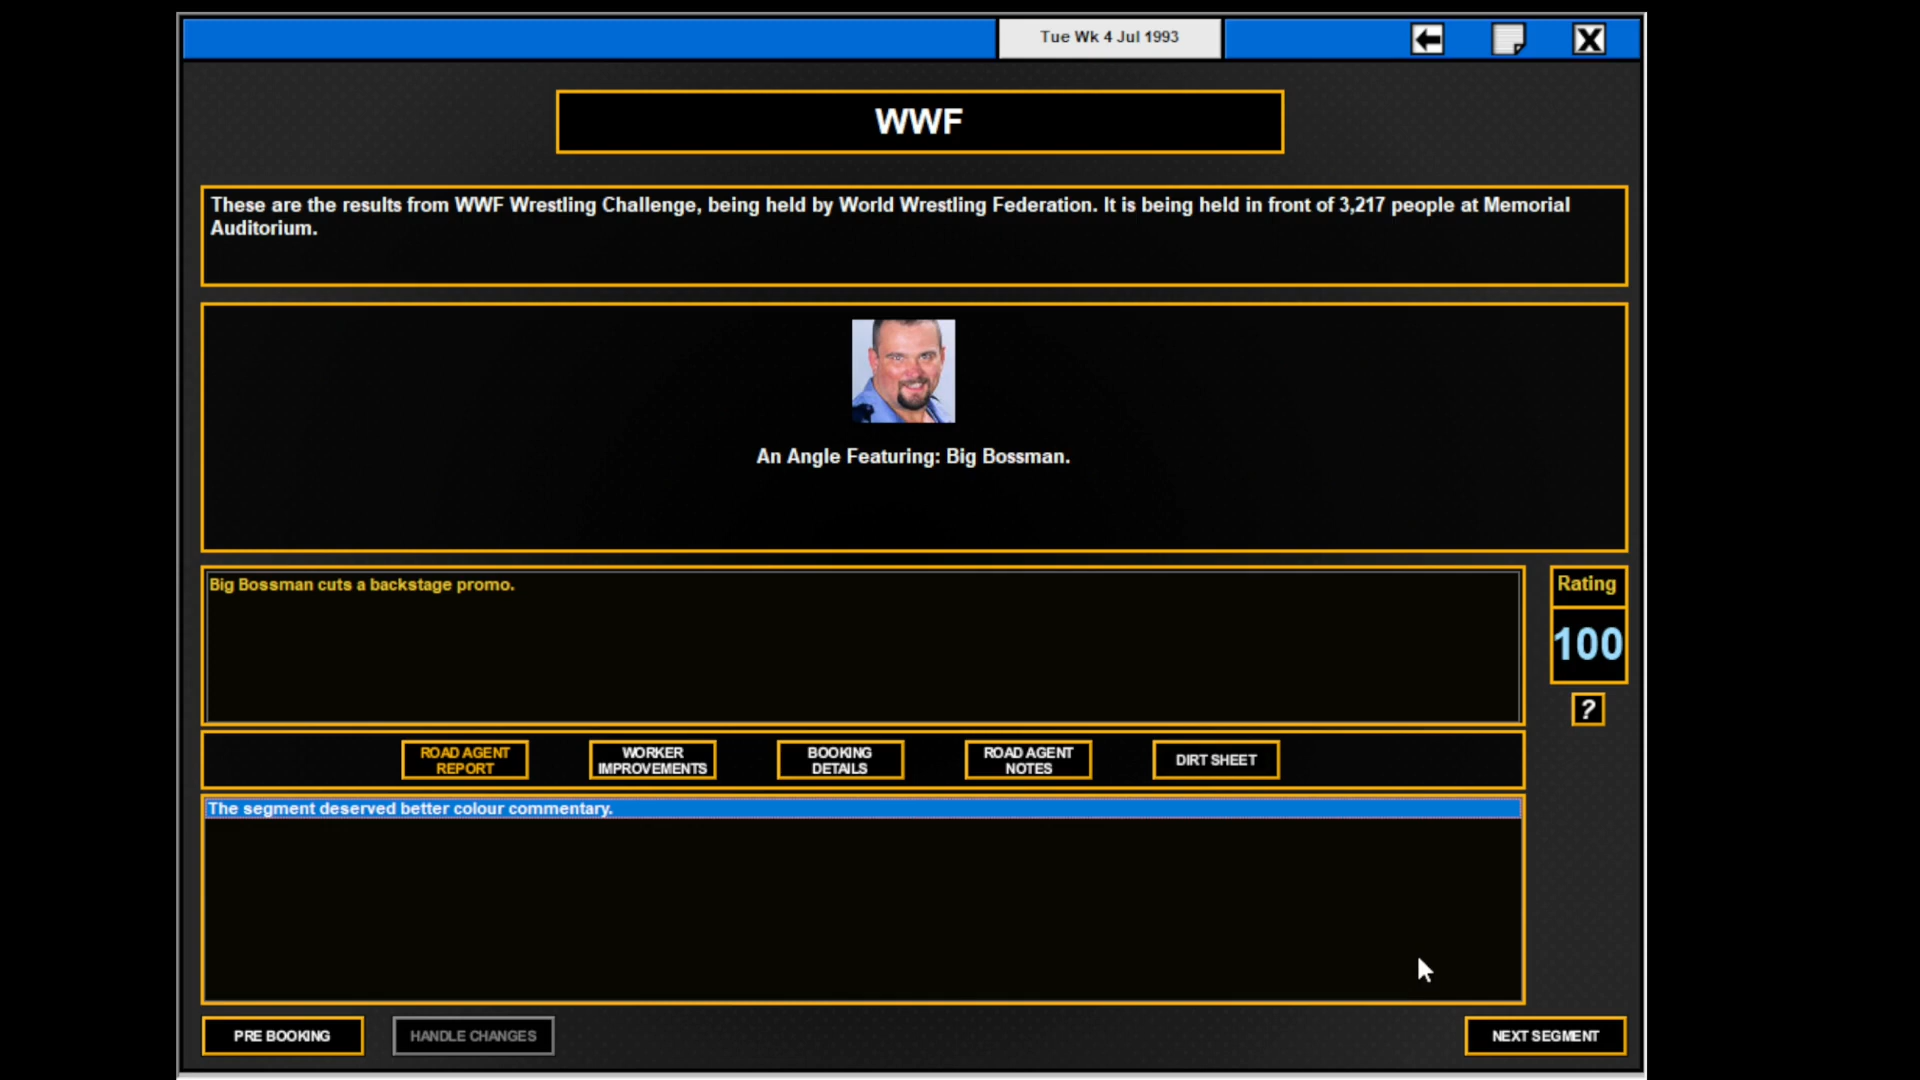 Tue Wk 4 Jul 1993
WWF
These are the results from WWF Wrestling Challenge, being held by World Wrestling Federation. It is being held in front of 3,217 people at Memorial
Auditorium.
An Angle Featuring: Big Bossman.
Big Bossman cuts a backstage promo.
Rating
100
?
ROAD AGENT
REPORT
WORKER
IMPROVEMENTS
BOOKING
DETAILS
ROAD AGENT
NOTES
DIRT SHEET
The segment deserved better colour commentary.
PRE BOOKING
HANDLE CHANGES
NEXT SEGMENT